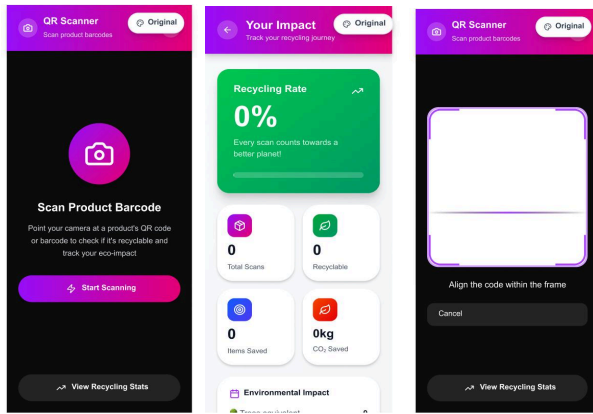 QR Scanner
Scan product barcodes
Original
Scan Product Barcode
Point your camera at a product's QR code
or barcode to check if it's recyclable and
track your eco-impact
Start Scanning
View Recycling Stats
Your Impact
Track your recycling journey
Original
Recycling Rate
0%
Every scan counts towards a
better planet!
0
Total Scans
0
Recyclable
0
Items Saved
0kg
CO₂ Saved
Environmental Impact
Trees equivalent
0
QR Scanner
Scan product barcodes
Original
Align the code within the frame
Cancel
View Recycling Stats